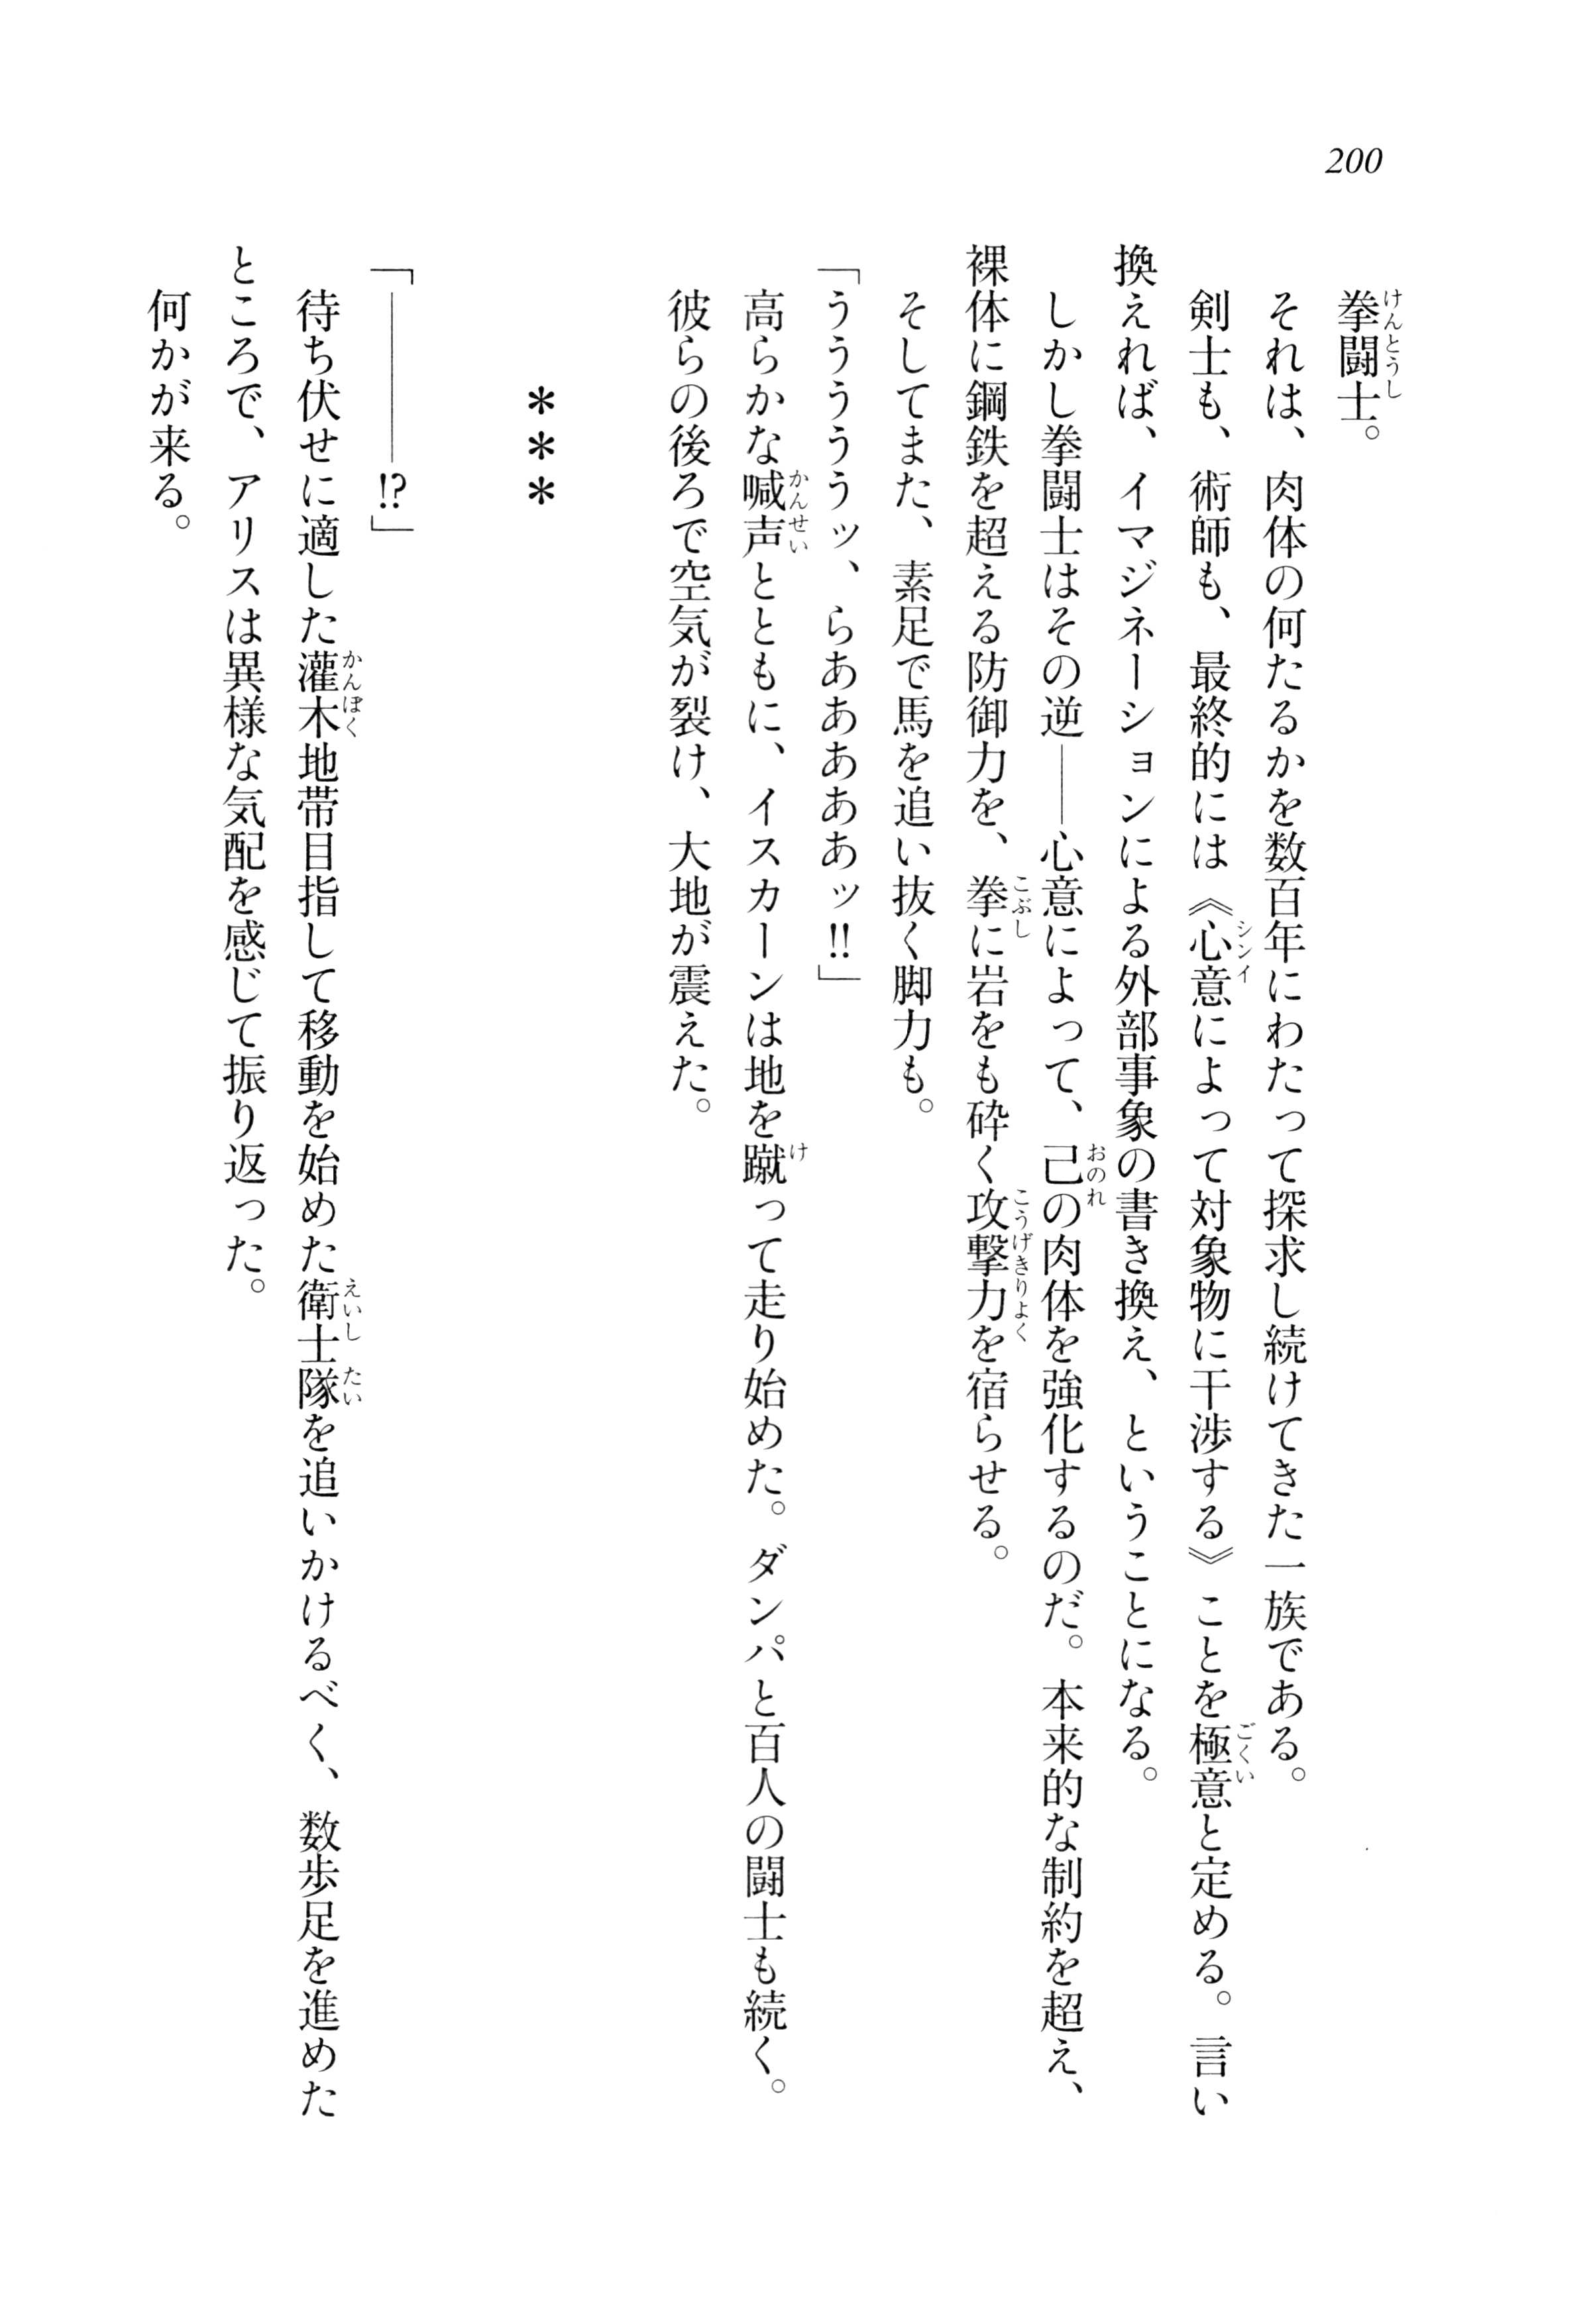 200
拳闘士。
それは、肉体の何たるかを数百年にわたって探求し続けてきた一族である。
剣士も、術師も、最終的には《心意によって対象物に干渉する》ことを極意と定める。言い
換えれば、イマジネーションによる外部事象の書き換え、ということになる。
しかし拳闘士はその逆――心意によって、己の肉体を強化するのだ。本来的な制約を超え、
裸体に鋼鉄を超える防御力を、拳に岩をも砕く攻撃力を宿らせる。
そしてまた、素足で馬を追い抜く脚力も。
「うううううッ、らああああああッ!!」
高らかな喊声とともに、イスカーンは地を蹴って走り始めた。ダンパと百人の闘士も続く。
彼らの後ろで空気が裂け、大地が震えた。
＊＊＊
「――――!?」
待ち伏せに適した灌木地帯目指して移動を始めた衛士隊を追いかけるべく、数歩足を進めた
ところで、アリスは異様な気配を感じて振り返った。
何かが来る。